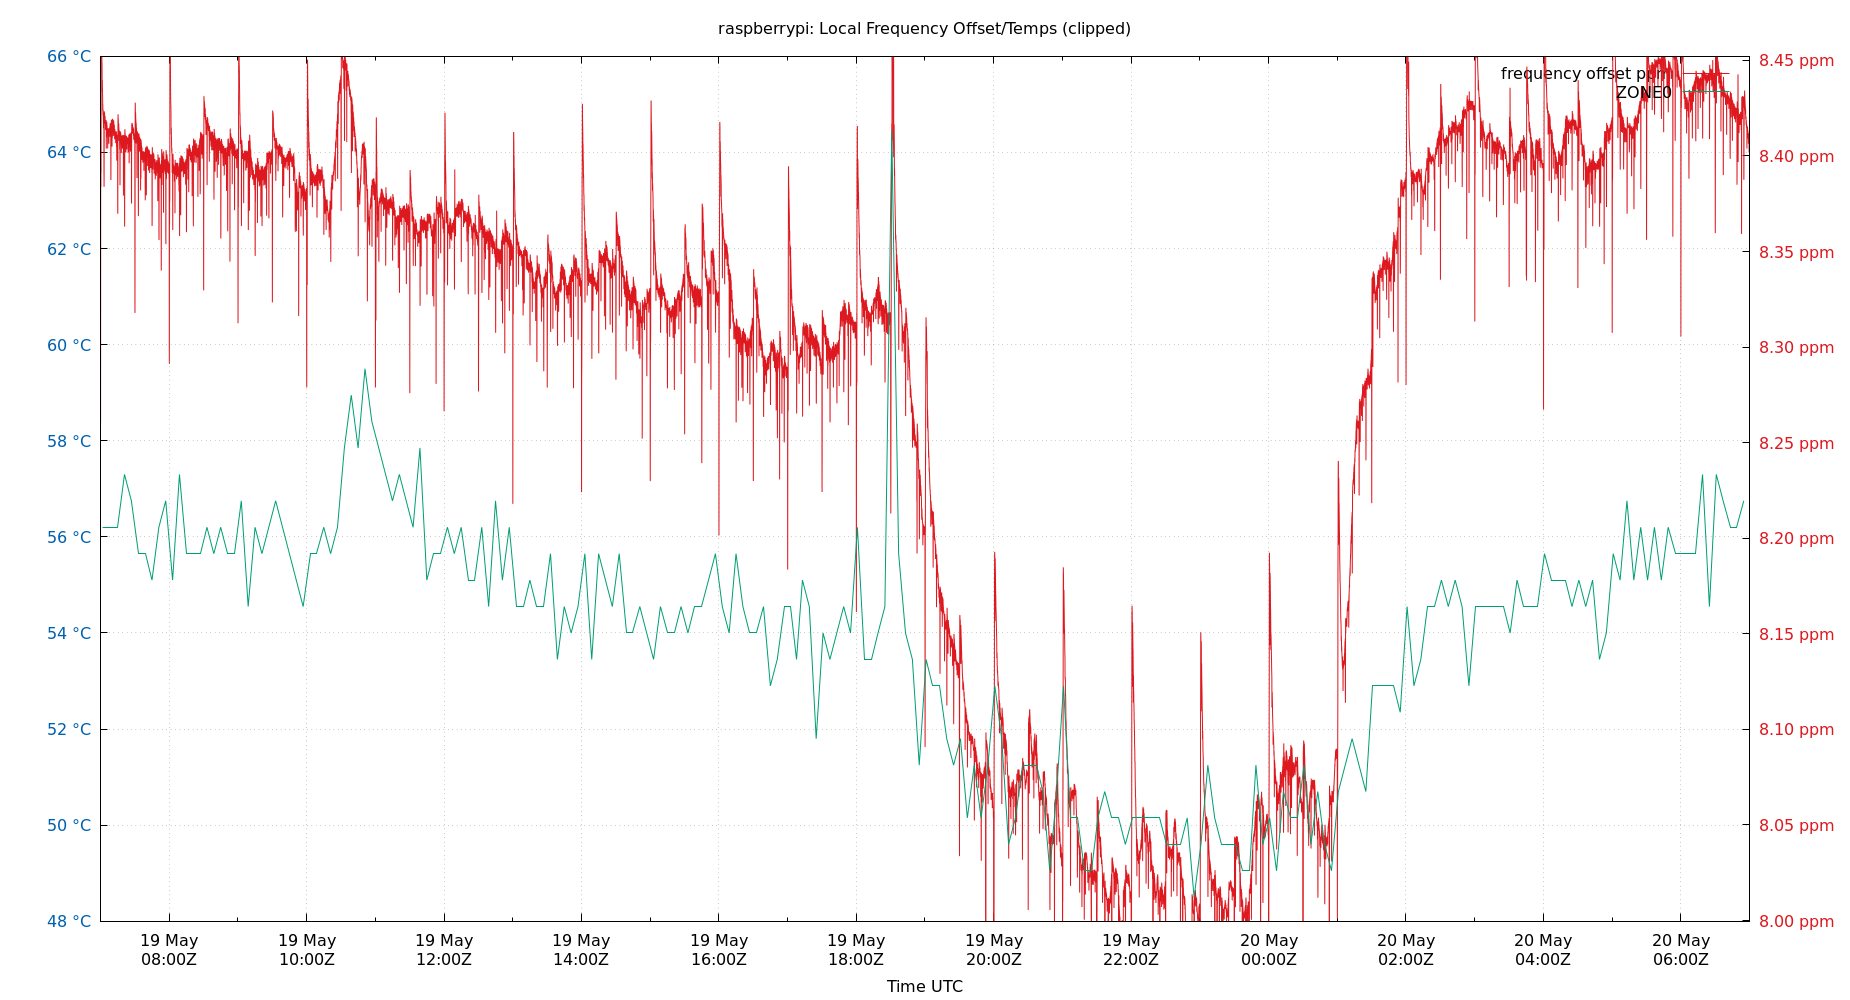 raspberrypi: Local Frequency Offset/Temps (clipped)
66 °C
64 °C
62 °C
60 °C
58 °C
56 °C
54 °C
52 °C
50 °C
48 °C
8.45 ppm
8.40 ppm
8.35 ppm
8.30 ppm
8.25 ppm
8.20 ppm
8.15 ppm
8.10 ppm
8.05 ppm
8.00 ppm
frequency offset ppm
ZONE0
19 May 19 May 19 May 19 May 19 May 19 May 19 May 19 May 20 May 20 May 20 May 20 May
08:00Z 10:00Z 12:00Z 14:00Z 16:00Z 18:00Z 20:00Z 22:00Z 00:00Z 02:00Z 04:00Z 06:00Z
Time UTC